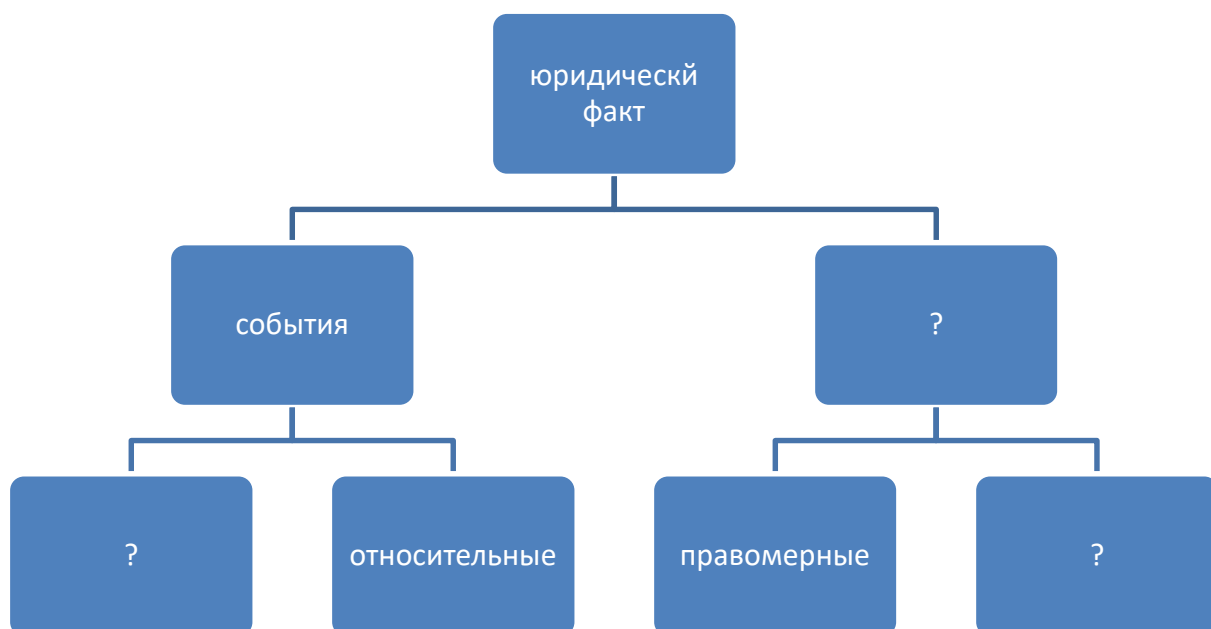 юридическй
факт
события
?
?
относительные
правомерные
?